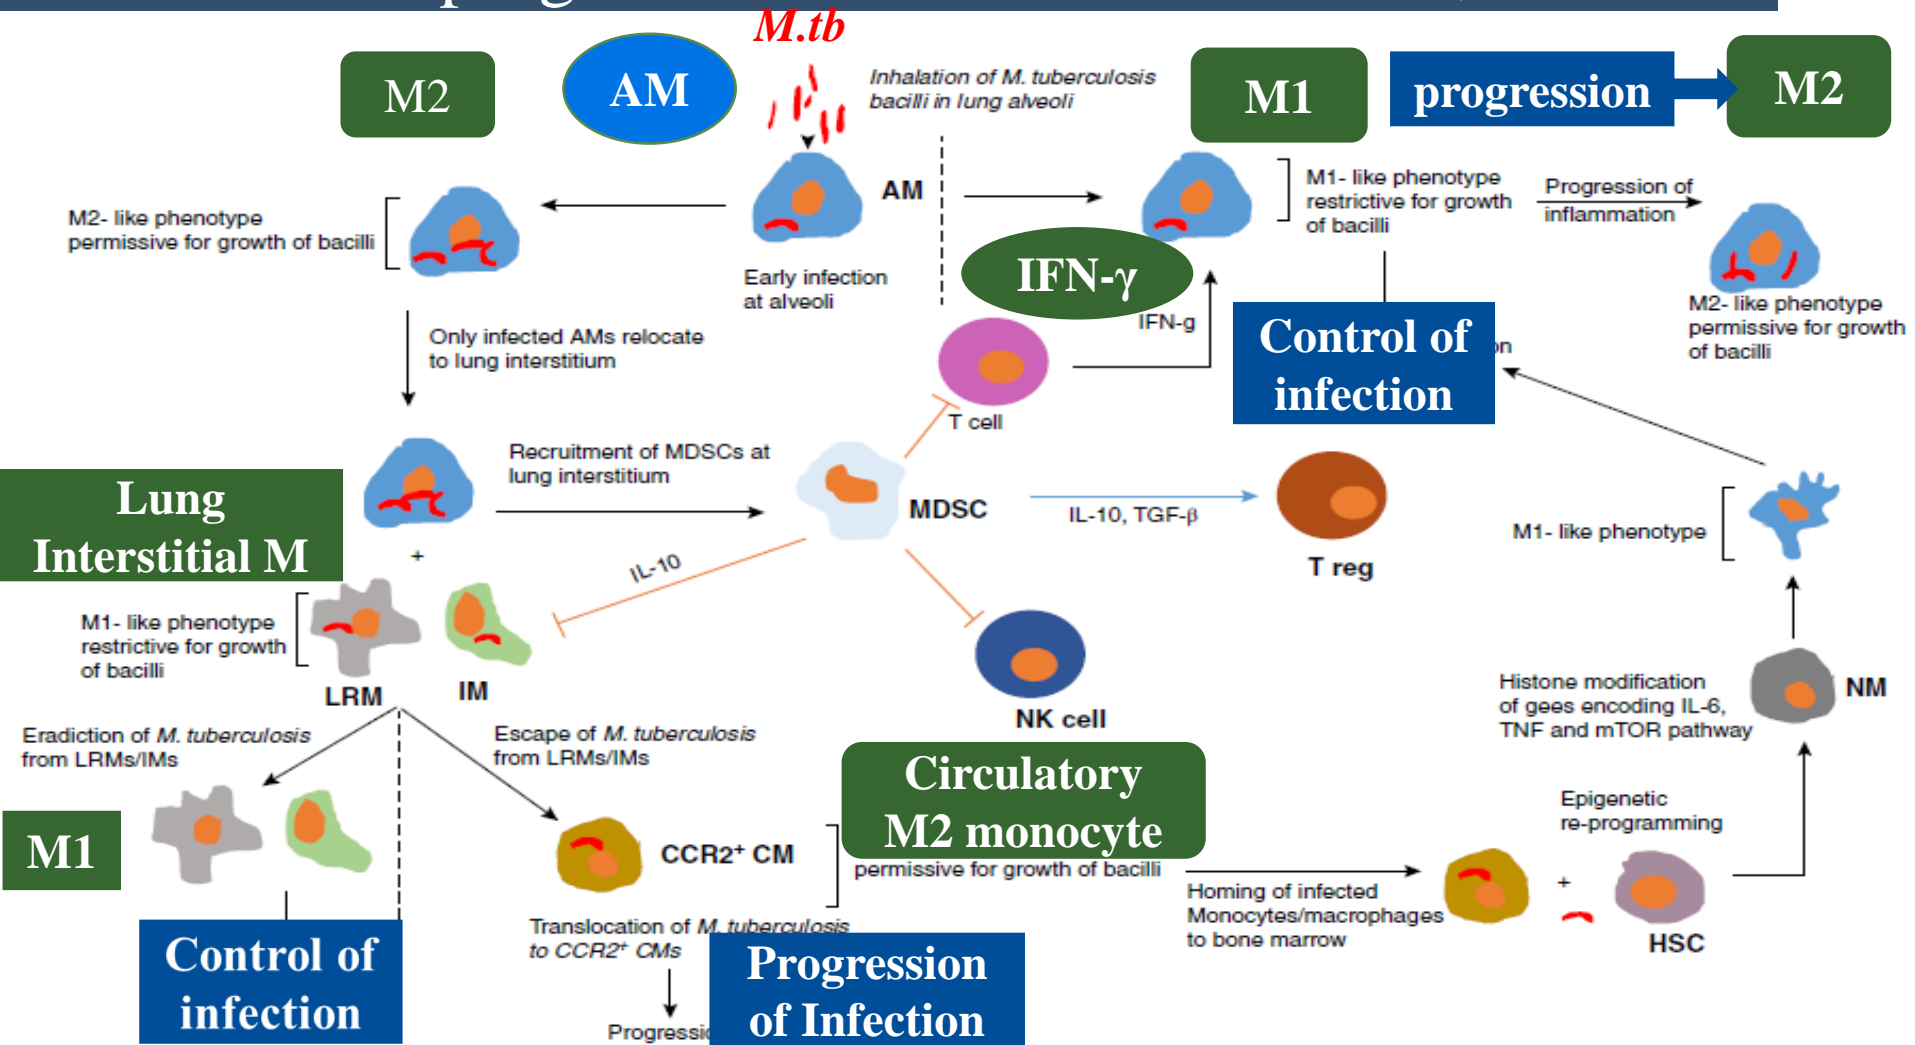 M.tb
M2
AM
Inhalation of M. tuberculosis
bacilli in lung alveoli
M1
progression
M2
M2- like phenotype
permissive for growth of bacilli
AM
M1- like phenotype
restrictive for growth
of bacilli
Progression of
inflammation
Early infection
at alveoli
IFN-γ
IFN-g
M2- like phenotype
permissive for growth
of bacilli
Only infected AMs relocate
to lung interstitium
Control of
infection
on
T cell
Recruitment of MDSCs at
lung interstitium
MDSC
IL-10, TGF-β
T reg
Lung
Interstitial M
+
IL-10
M1- like phenotype
M1- like phenotype
restrictive for growth
of bacilli
LRM
IM
NK cell
Histone modification
of gees encoding IL-6,
TNF and mTOR pathway
NM
Eradiction of M. tuberculosis
from LRMs/IMs
Escape of M. tuberculosis
from LRMs/IMs
Circulatory
M2 monocyte
permissive for growth of bacilli
Epigenetic
re-programming
M1
CCR2⁺ CM
Homing of infected
Monocytes/macrophages
to bone marrow
+
HSC
Translocation of M. tuberculosis
to CCR2⁺ CMs
Control of
infection
Progression
of Infection
Progressio